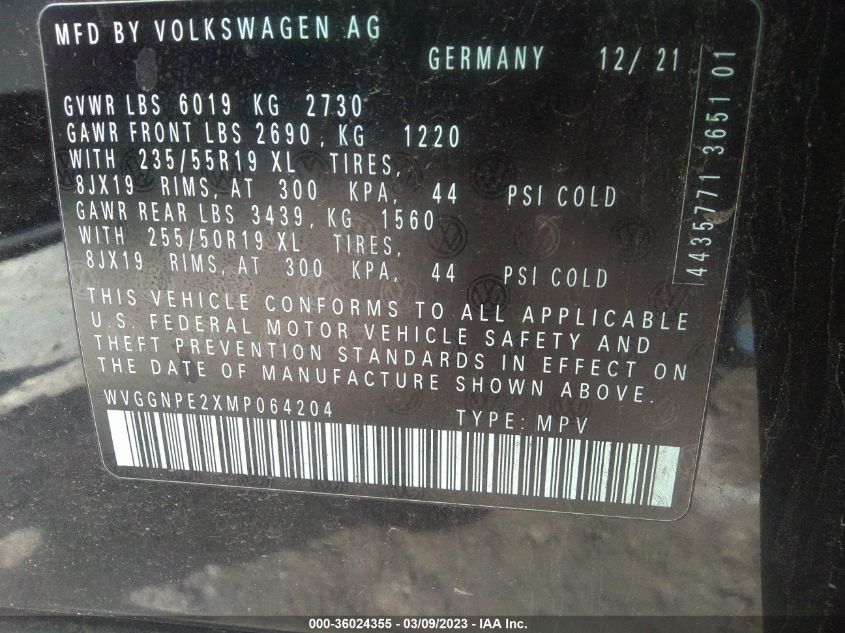 MFD BY VOLKSWAGEN AG
GERMANY 12/ 21
GVWR LBS 6019 KG 2730
GAWR FRONT LBS 2690, KG 1220
WITH 235/55R19 XL TIRES,
8JX19 RIMS, AT 300 KPA, 44 PSI COLD
GAWR REAR LBS 3439, KG 1560
WITH 255/50R19 XL TIRES,
8JX19 RIMS, AT 300 KPA, 44 PSI COLD
THIS VEHICLE CONFORMS TO ALL APPLICABLE
U.S. FEDERAL MOTOR VEHICLE SAFETY AND
THEFT PREVENTION STANDARDS IN EFFECT ON
THE DATE OF MANUFACTURE SHOWN ABOVE.
WVGGNPE2XMP064204 TYPE: MPV
4435771 3651 01
000-36024355 - 03/09/2023 - IAA Inc.